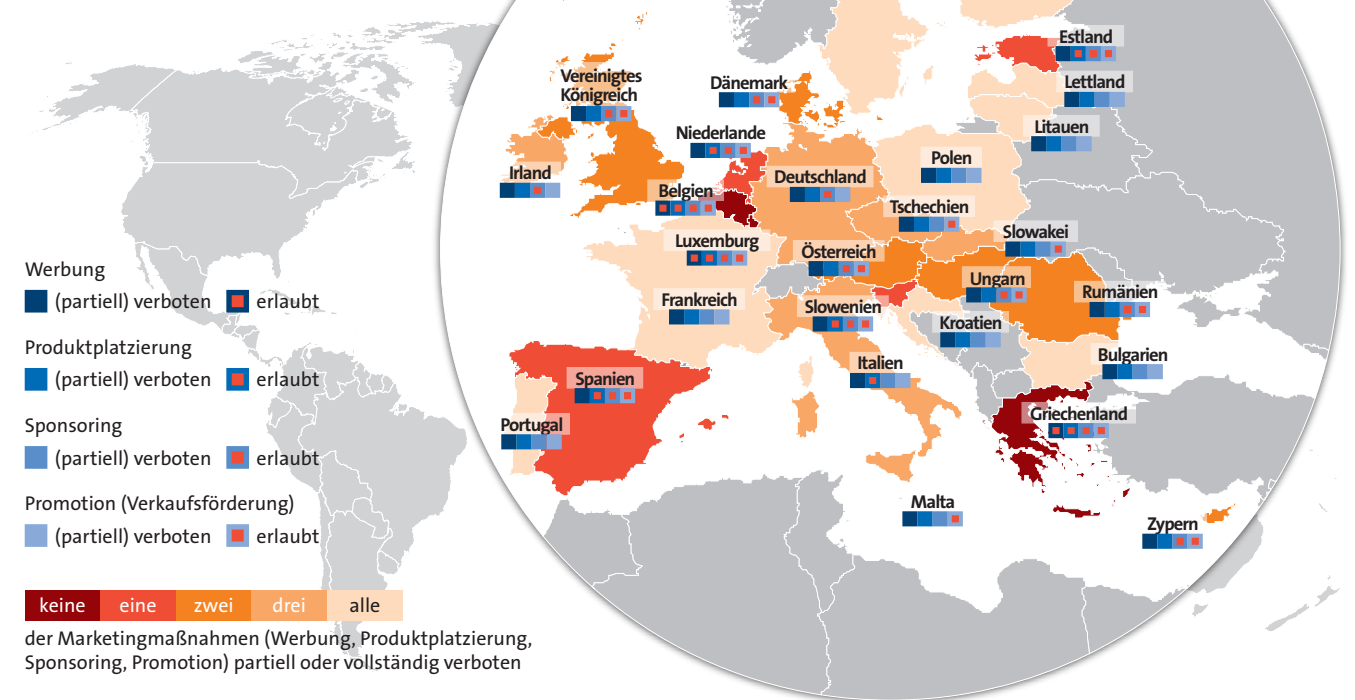 Estland
Vereinigtes
Königreich
Dänemark
Lettland
Niederlande
Litauen
Polen
Irland
Deutschland
Belgien
Tschechien
Luxemburg
Österreich
Slowakei
Ungarn
Rumänien
Frankreich
Slowenien
Kroatien
Italien
Bulgarien
Spanien
Griechenland
Portugal
Malta
Zypern
Werbung
(partiell) verboten erlaubt
Produktplatzierung
(partiell) verboten erlaubt
Sponsoring
(partiell) verboten erlaubt
Promotion (Verkaufsförderung)
(partiell) verboten erlaubt
keine eine zwei drei alle
der Marketingmaßnahmen (Werbung, Produktplatzierung,
Sponsoring, Promotion) partiell oder vollständig verboten